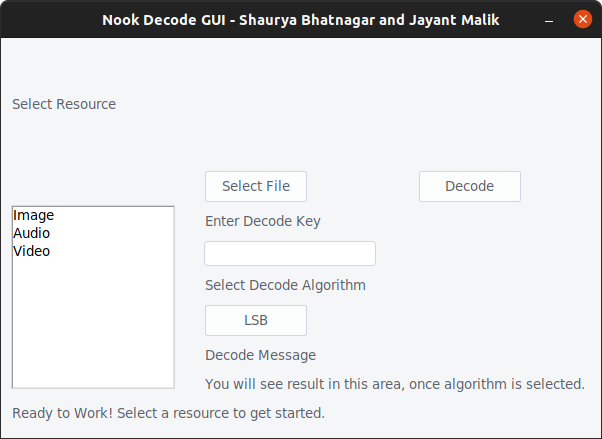 Nook Decode GUI - Shaurya Bhatnagar and Jayant Malik
Select Resource
Select File
Decode
Image
Audio
Video
Enter Decode Key
Select Decode Algorithm
LSB
Decode Message
You will see result in this area, once algorithm is selected.
Ready to Work! Select a resource to get started.